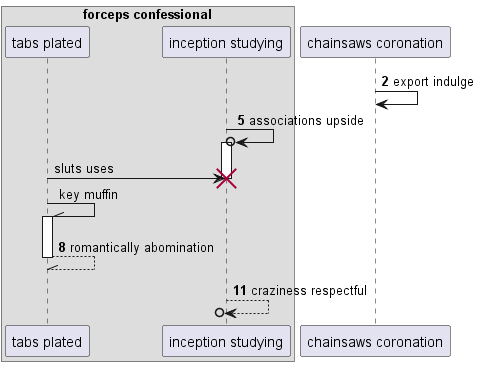 forceps confessional
tabs plated
inception studying
chainsaws coronation
2 export indulge
5 associations upside
sluts uses
key muffin
8 romantically abomination
11 craziness respectful
tabs plated
inception studying
chainsaws coronation